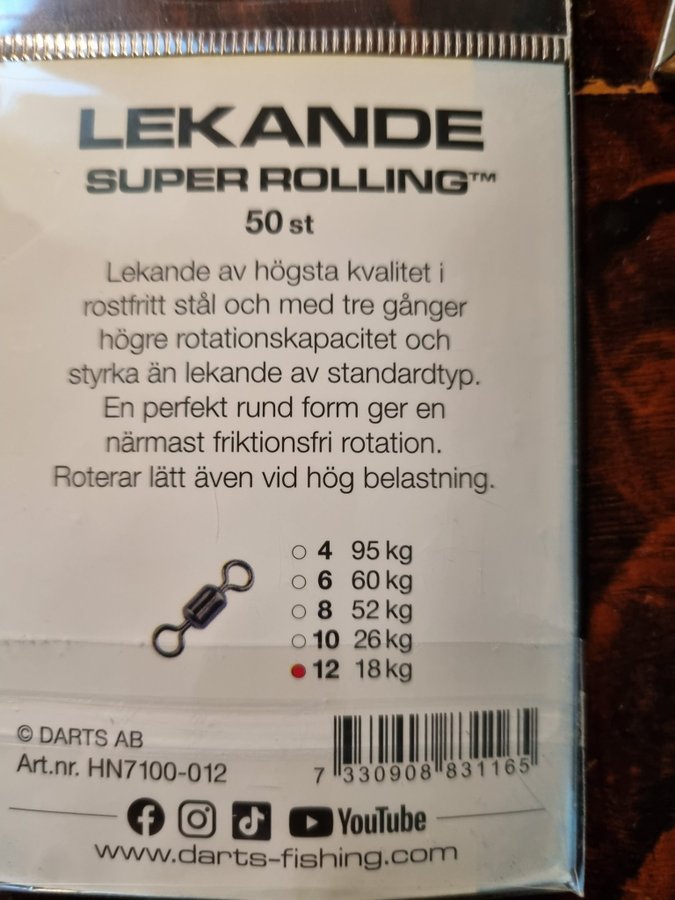 LEKANDE
SUPER ROLLING™
50 st
Lekande av högsta kvalitet i
rostfritt stål och med tre gånger
högre rotationskapacitet och
styrka än lekande av standardtyp.
En perfekt rund form ger en
närmast friktionsfri rotation.
Roterar lätt även vid hög belastning.
4 95 kg
6 60 kg
8 52 kg
10 26 kg
12 18 kg
© DARTS AB
Art.nr. HN7100-012
7 330908 831165
YouTube
www.darts-fishing.com